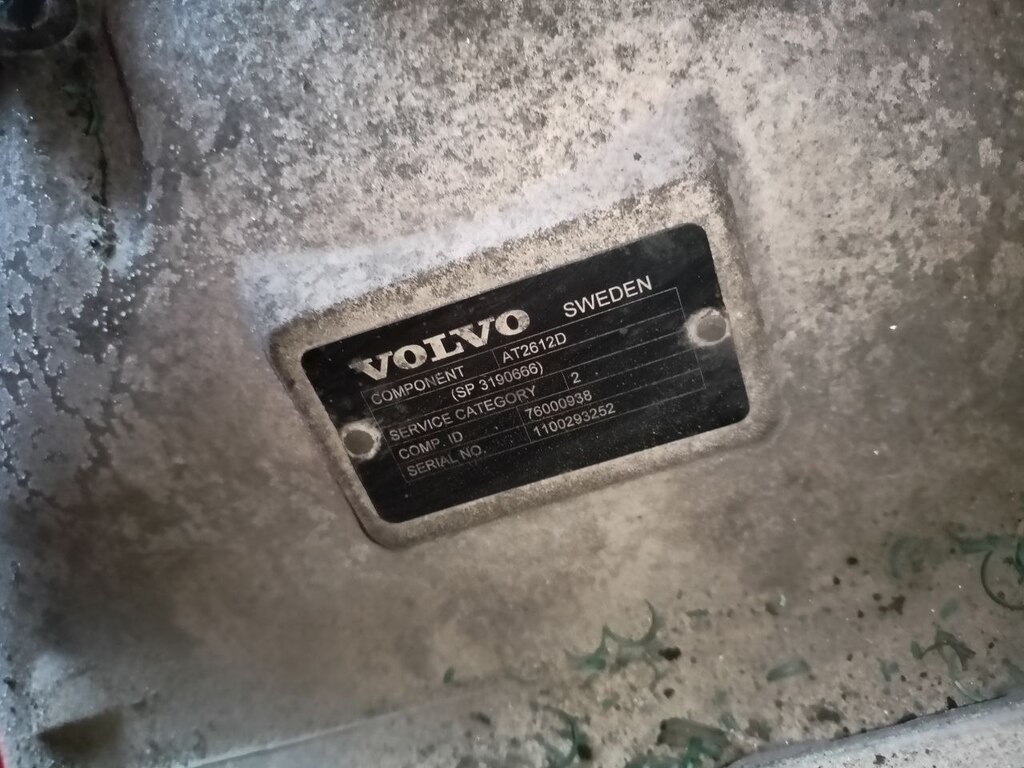 VOLVO SWEDEN
COMPONENT AT2612D
(SP 3190666)
SERVICE CATEGORY 2
COMP. ID 76000938
SERIAL NO. 1100293252